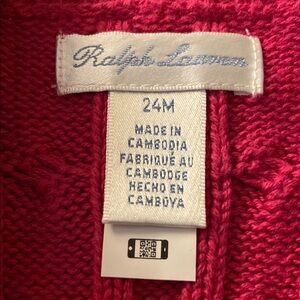 Ralph Lauren
24M
MADE IN
CAMBODIA
FABRIQUÉ AU
CAMBODGE
HECHO EN
CAMBOYA